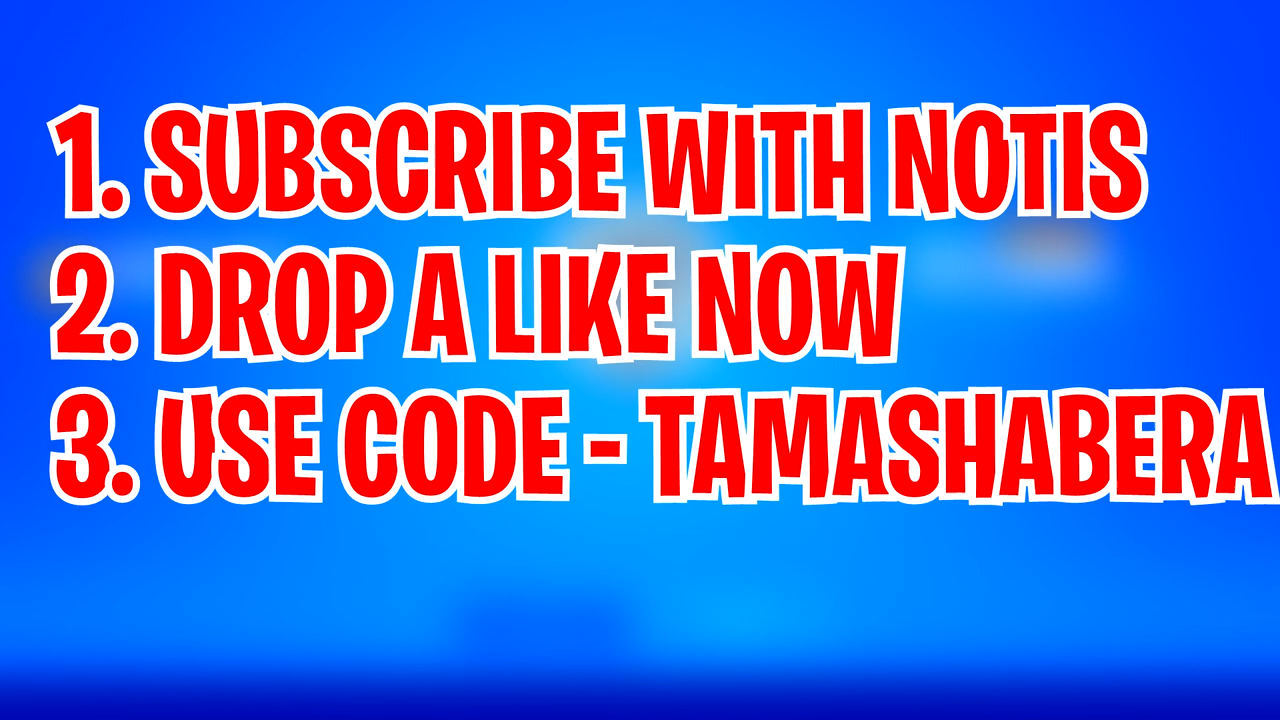 1. SUBSCRIBE WITH NOTIS
2. DROP A LIKE NOW
3. USE CODE - TAMASHABERA